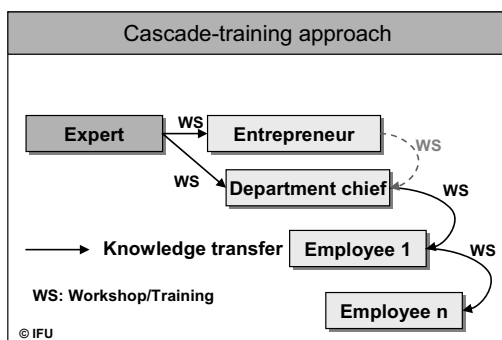 Cascade-training approach
Expert
WS
Entrepreneur
WS
WS
Department chief
WS
Knowledge transfer
Employee 1
WS
WS: Workshop/Training
Employee n
© IFU